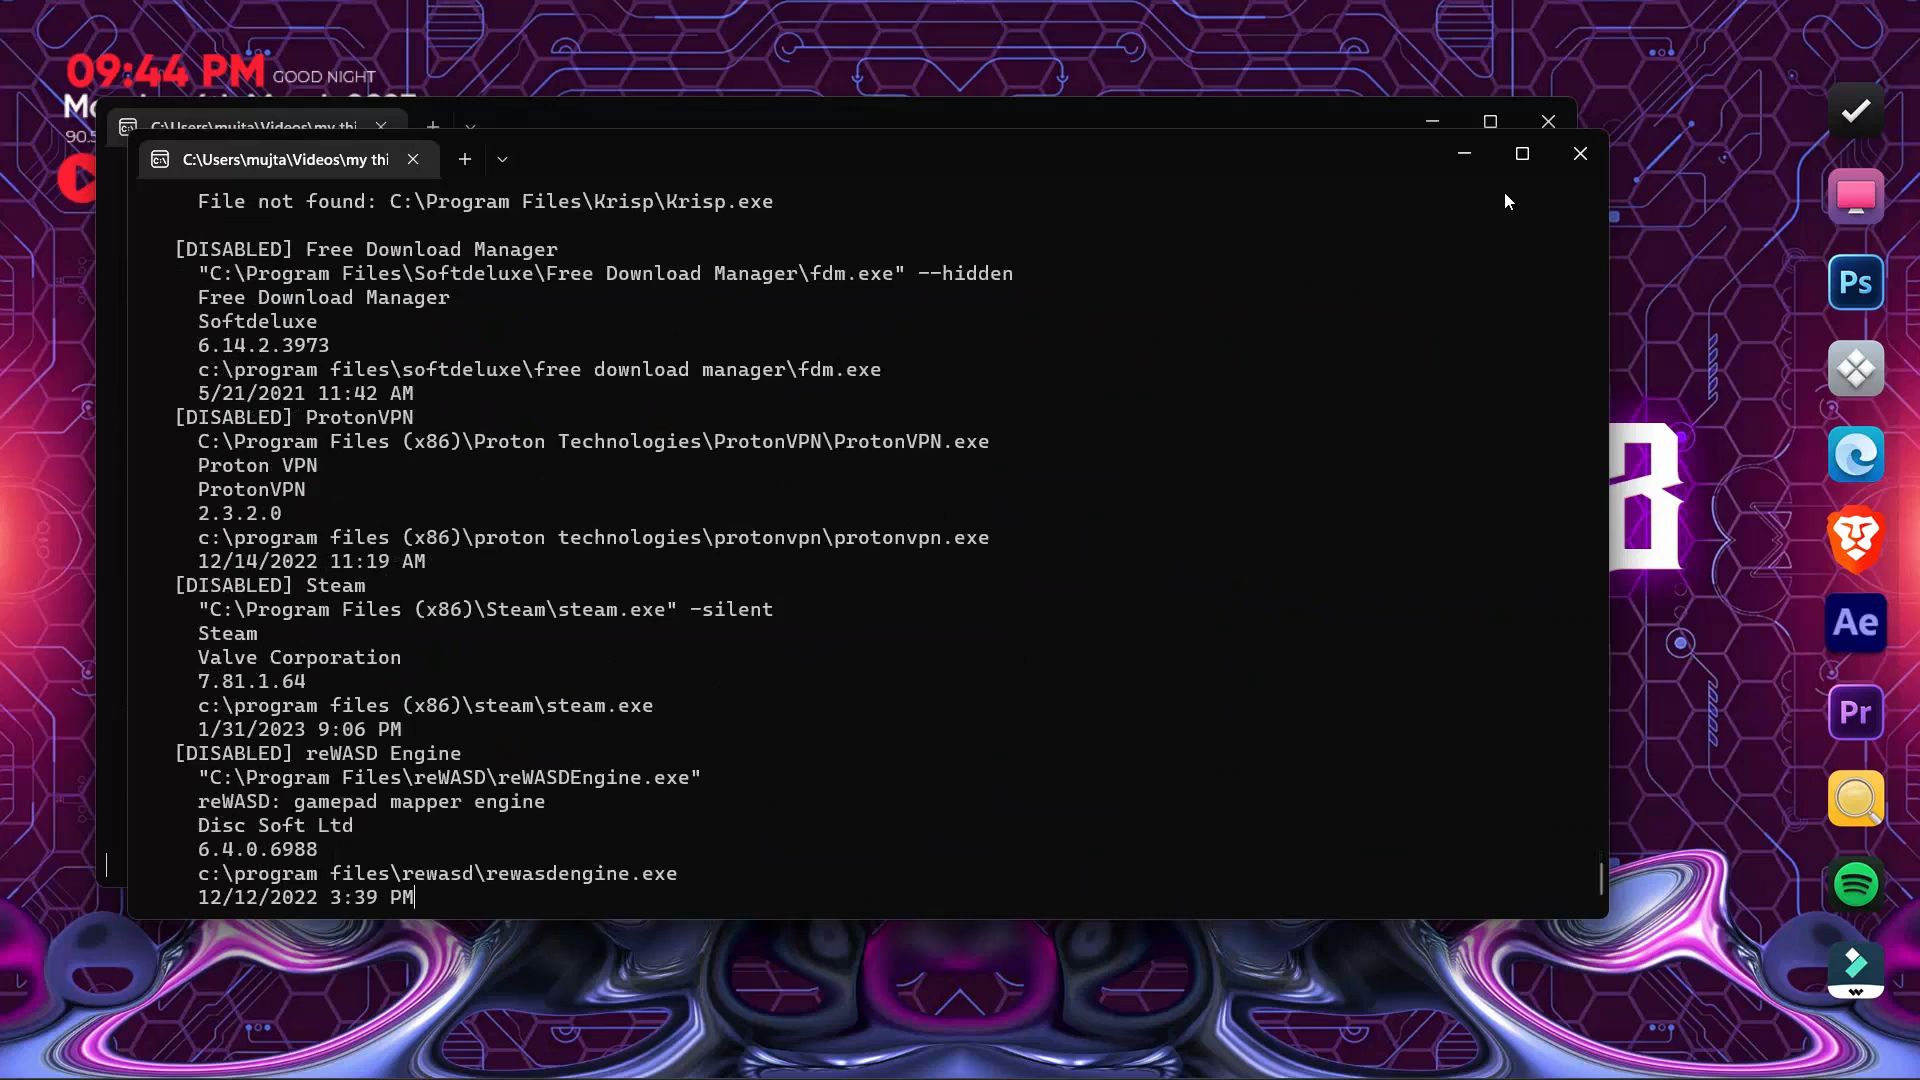 09:44 PM GOOD NIGHT
90.5
C:\Users\mujta\Videos\my thi
C:\Users\mujta\Videos\my thi
File not found: C:\Program Files\Krisp\Krisp.exe
[DISABLED] Free Download Manager
"C:\Program Files\Softdeluxe\Free Download Manager\fdm.exe" --hidden
Free Download Manager
Softdeluxe
6.14.2.3973
c:\program files\softdeluxe\free download manager\fdm.exe
5/21/2021 11:42 AM
[DISABLED] ProtonVPN
C:\Program Files (x86)\Proton Technologies\ProtonVPN\ProtonVPN.exe
Proton VPN
ProtonVPN
2.3.2.0
c:\program files (x86)\proton technologies\protonvpn\protonvpn.exe
12/14/2022 11:19 AM
[DISABLED] Steam
"C:\Program Files (x86)\Steam\steam.exe" -silent
Steam
Valve Corporation
7.81.1.64
c:\program files (x86)\steam\steam.exe
1/31/2023 9:06 PM
[DISABLED] reWASD Engine
"C:\Program Files\reWASD\reWASDEngine.exe"
reWASD: gamepad mapper engine
Disc Soft Ltd
6.4.0.6988
c:\program files\rewasd\rewasdengine.exe
12/12/2022 3:39 PM
Ps
Ae
Pr